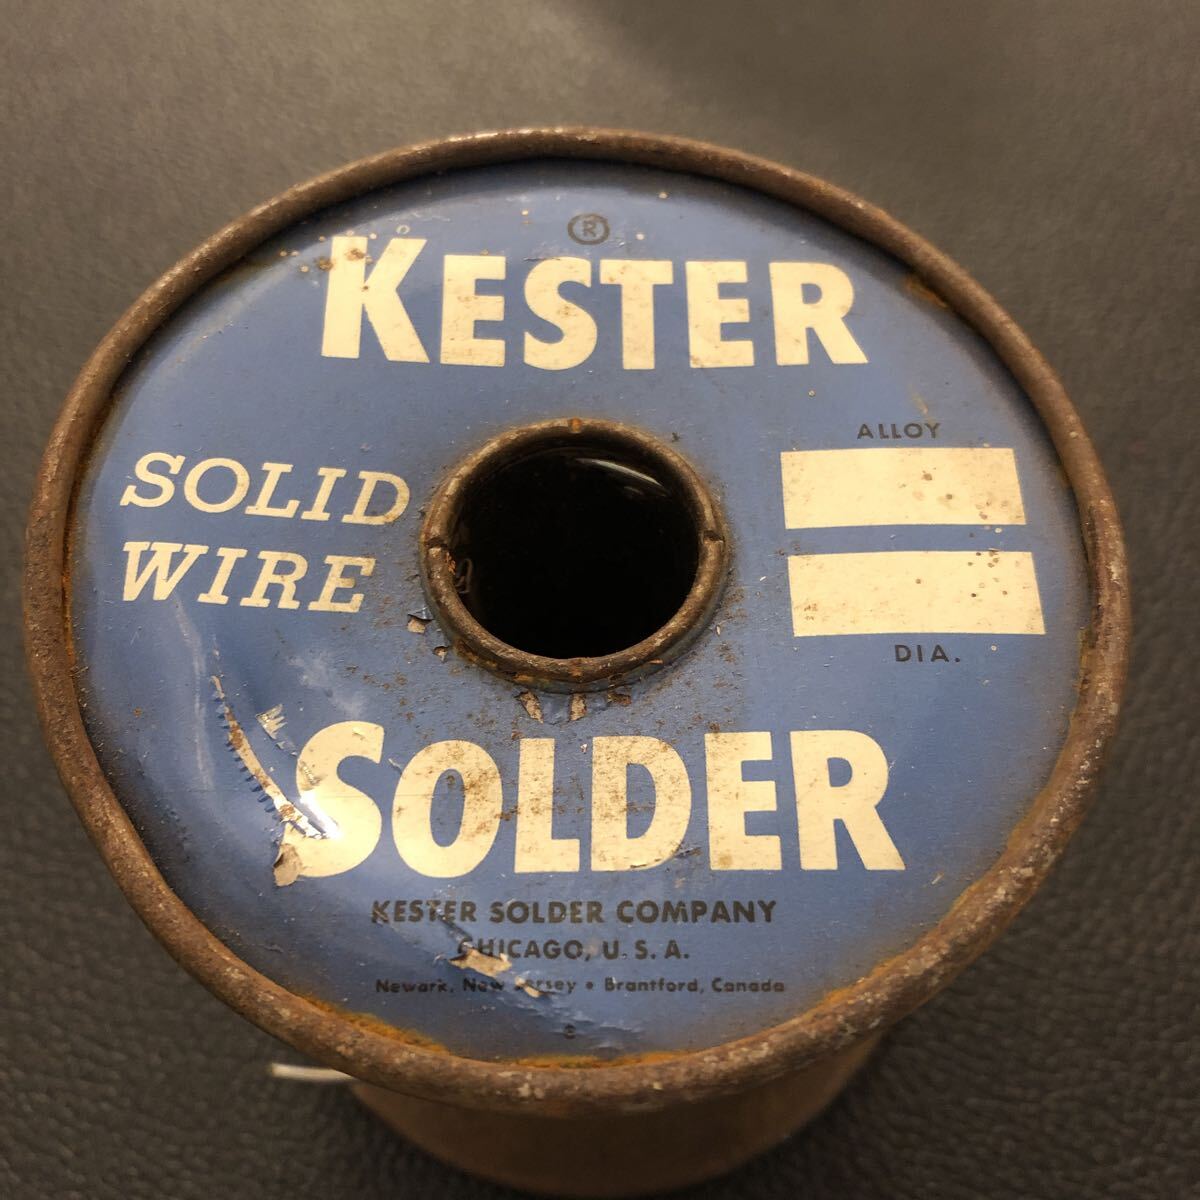 ®
KESTER
ALLOY
SOLID
WIRE
DIA.
SOLDER
KESTER SOLDER COMPANY
CHICAGO, U. S. A.
Newark, New Jersey • Brantford, Canada